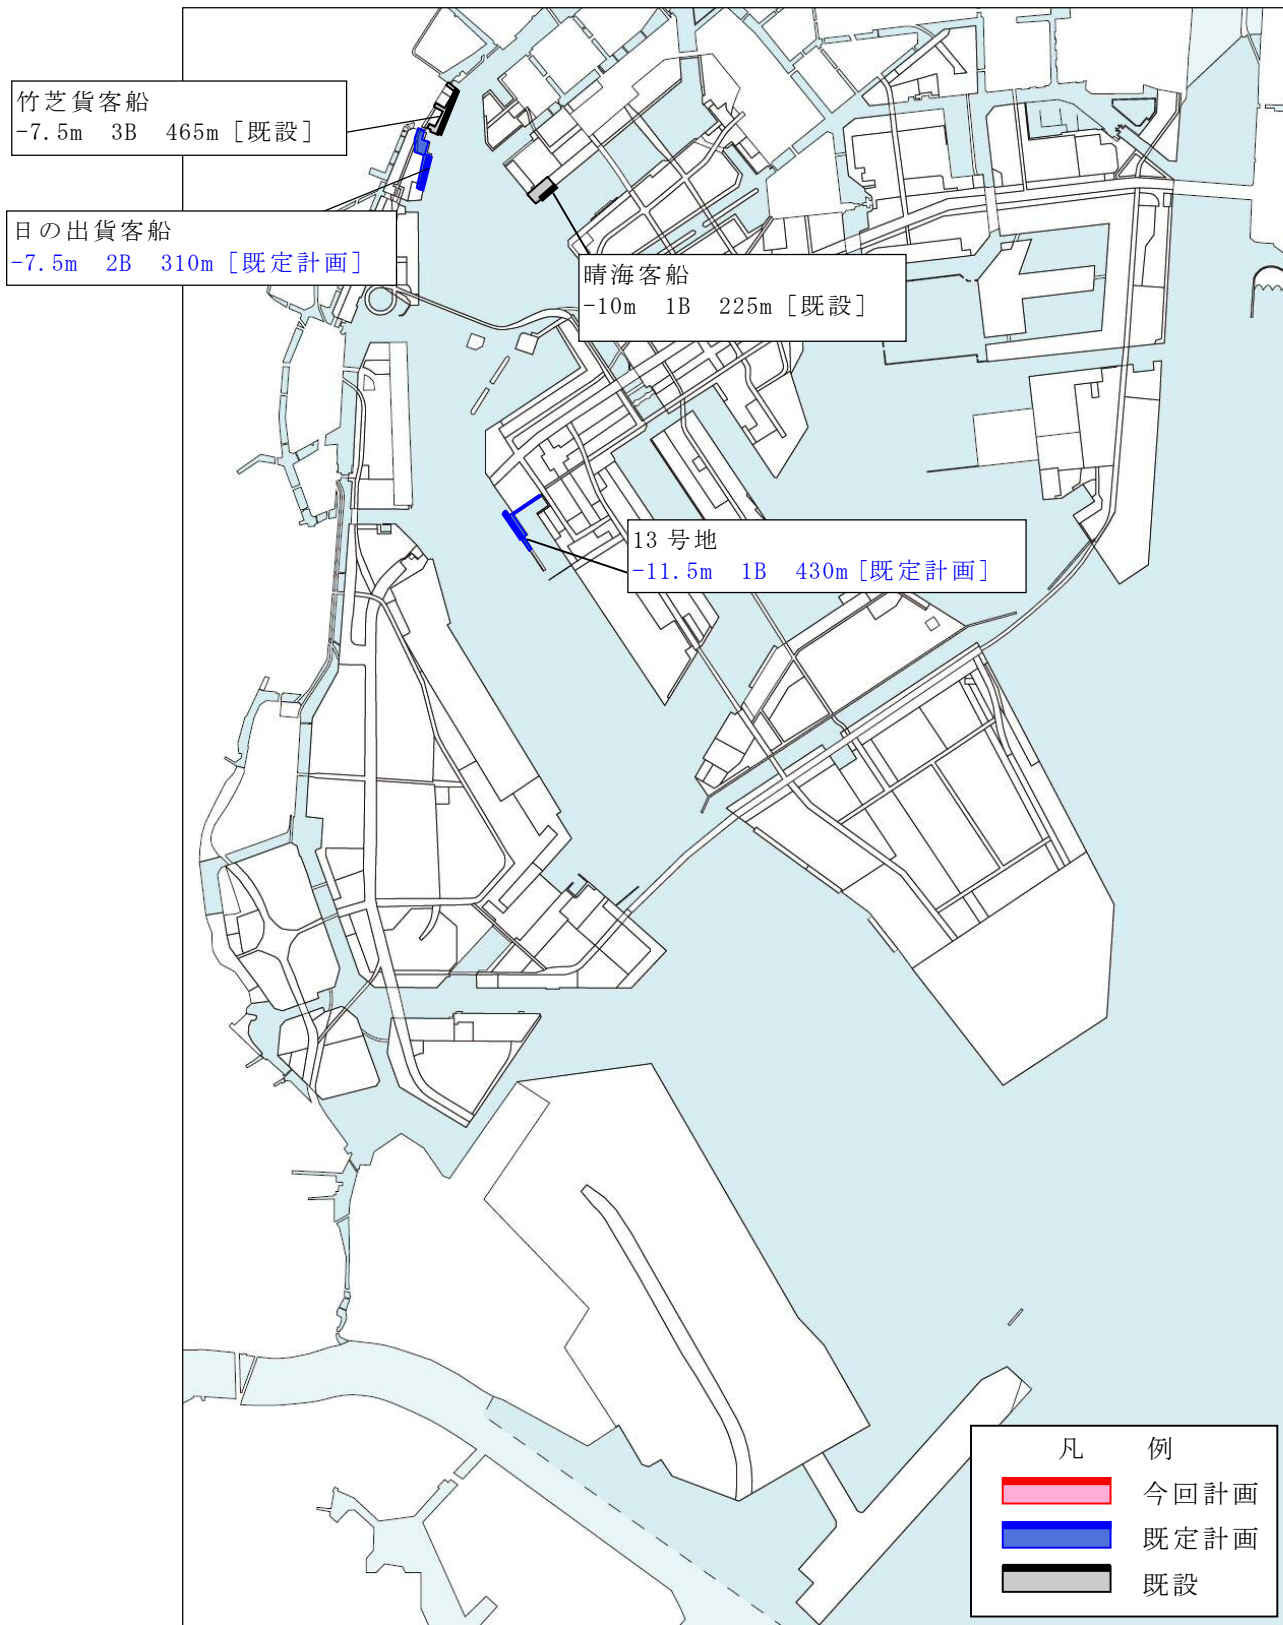 竹芝貨客船
-7.5m 3B 465m［既設］
日の出貨客船
-7.5m 2B 310m［既定計画］
晴海客船
-10m 1B 225m［既設］
13号地
-11.5m 1B 430m［既定計画］
凡 例
今回計画
既定計画
既設